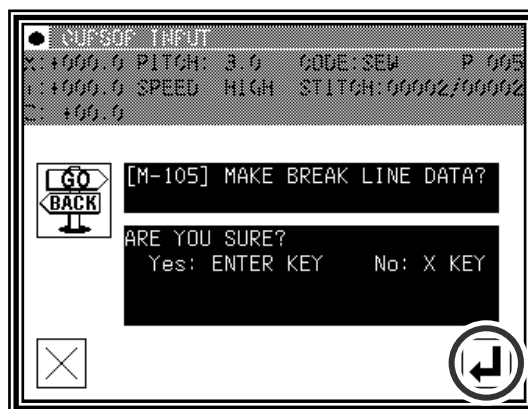 CURSOR INPUT
X:+000.0 PITCH: 3.0 CODE:SEW P 005
Y:+000.0 SPEED HIGH STITCH:00002/00002
C: +00.0
GO
BACK
[M-105] MAKE BREAK LINE DATA?
ARE YOU SURE?
Yes: ENTER KEY No: X KEY